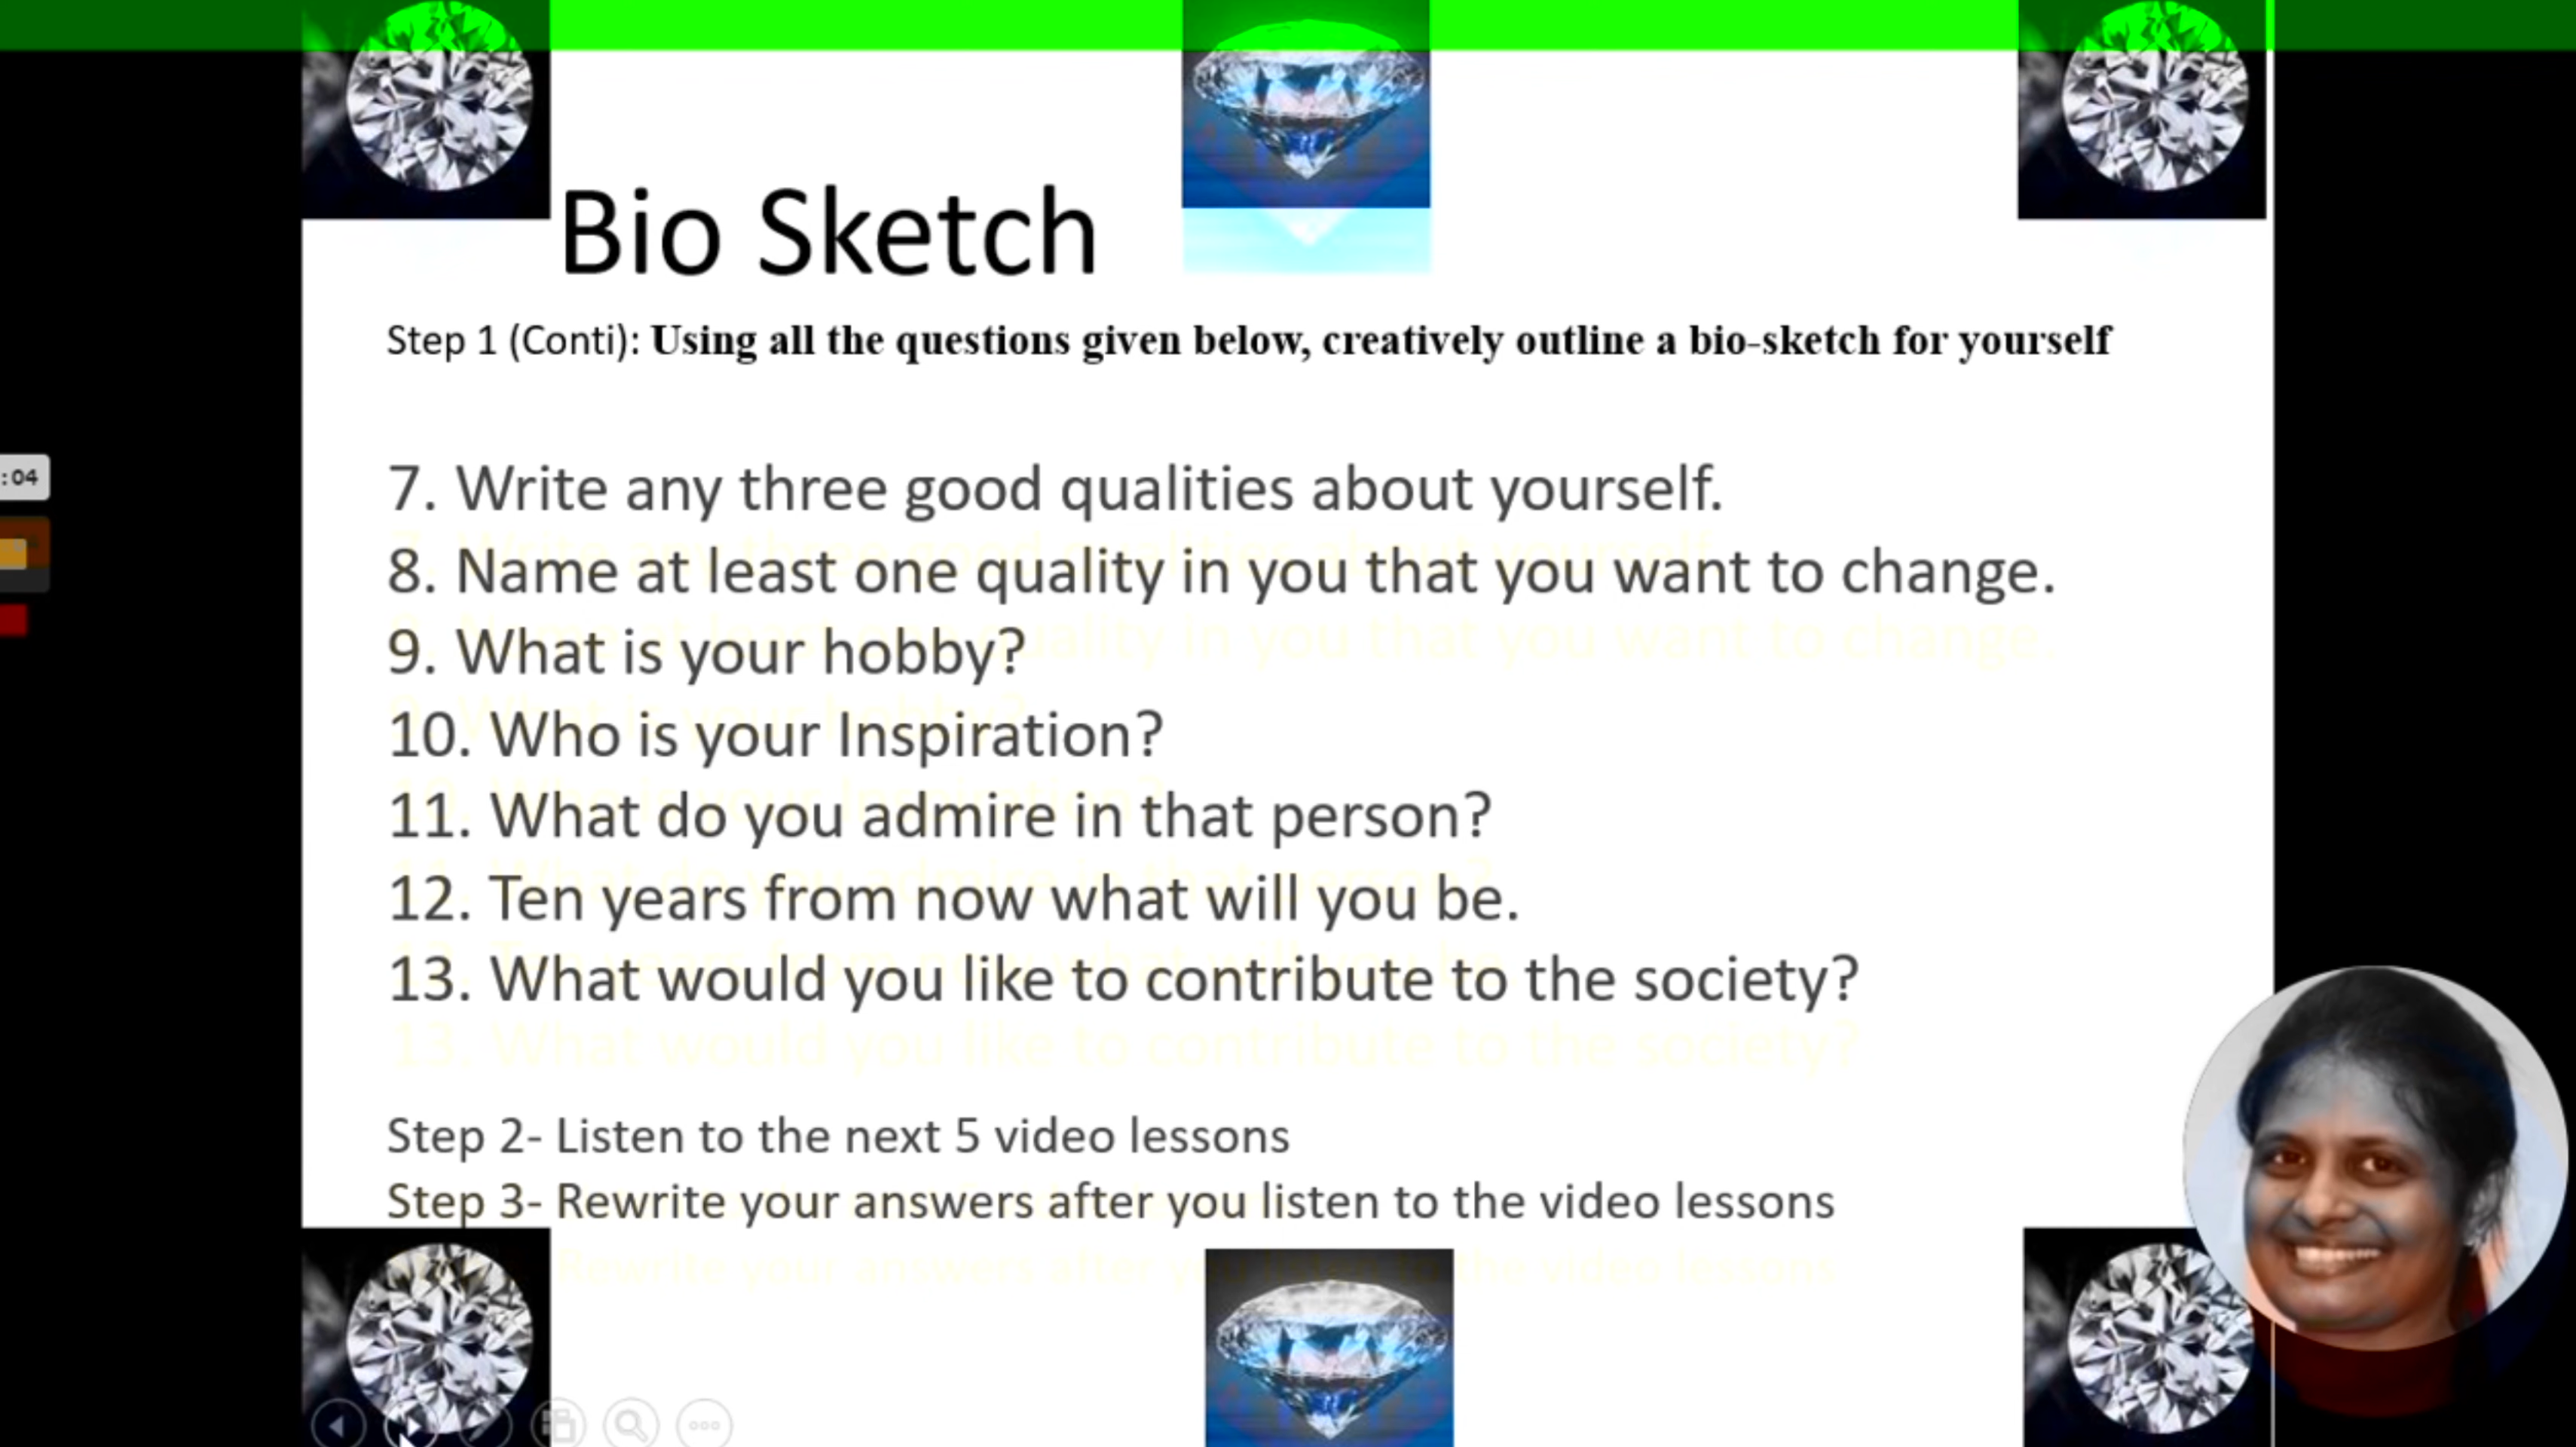 Bio Sketch
Step 1 (Conti): Using all the questions given below, creatively outline a bio-sketch for yourself
7. Write any three good qualities about yourself.
8. Name at least one quality in you that you want to change.
9. What is your hobby?
10. Who is your Inspiration?
11. What do you admire in that person?
12. Ten years from now what will you be.
13. What would you like to contribute to the society?
Step 2- Listen to the next 5 video lessons
Step 3- Rewrite your answers after you listen to the video lessons
:04